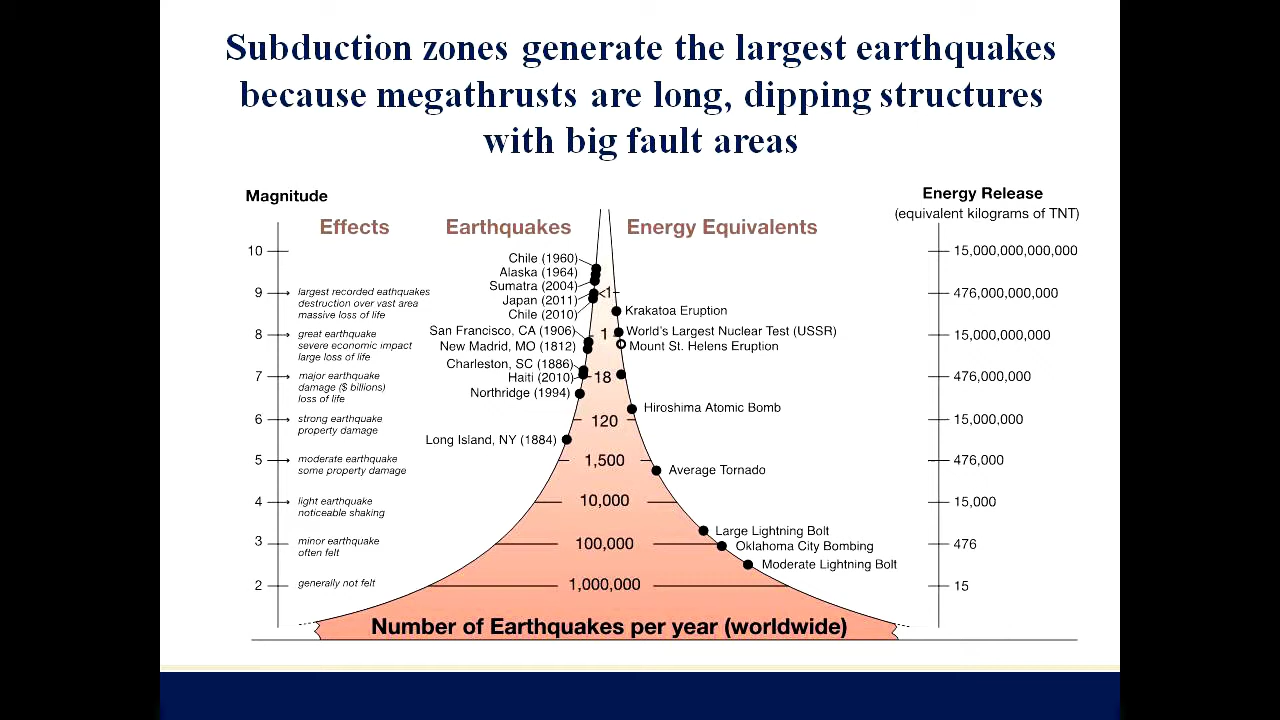 Subduction zones generate the largest earthquakes
because megathrusts are long, dipping structures
with big fault areas
Magnitude
Effects
Earthquakes
Energy Equivalents
Energy Release
(equivalent kilograms of TNT)
10
9
8
7
6
5
4
3
2
largest recorded eathquakes
destruction over vast area
massive loss of life
great earthquake
severe economic impact
large loss of life
major earthquake
damage ($ billions)
loss of life
strong earthquake
property damage
moderate earthquake
some property damage
light earthquake
noticeable shaking
minor earthquake
often felt
generally not felt
Chile (1960)
Alaska (1964)
Sumatra (2004)
Japan (2011)
Chile (2010)
San Francisco, CA (1906)
New Madrid, MO (1812)
Charleston, SC (1886)
Haiti (2010)
Northridge (1994)
Long Island, NY (1884)
<1
1
18
120
1,500
10,000
100,000
1,000,000
Krakatoa Eruption
World's Largest Nuclear Test (USSR)
Mount St. Helens Eruption
Hiroshima Atomic Bomb
Average Tornado
Large Lightning Bolt
Oklahoma City Bombing
Moderate Lightning Bolt
15,000,000,000,000
476,000,000,000
15,000,000,000
476,000,000
15,000,000
476,000
15,000
476
15
Number of Earthquakes per year (worldwide)